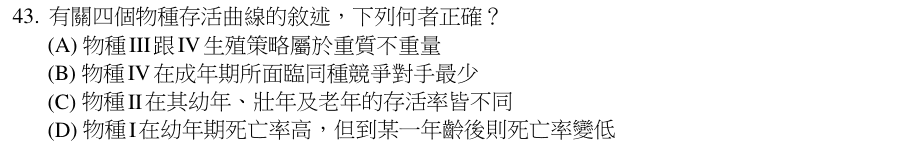 43. 有關四個物種存活曲線的敘述，下列何者正確？
(A) 物種III跟IV生殖策略屬於重質不重量
(B) 物種IV在成年期所面臨同種競爭對手最少
(C) 物種II在其幼年、壯年及老年的存活率皆不同
(D) 物種I在幼年期死亡率高，但到某一年齡後則死亡率變低